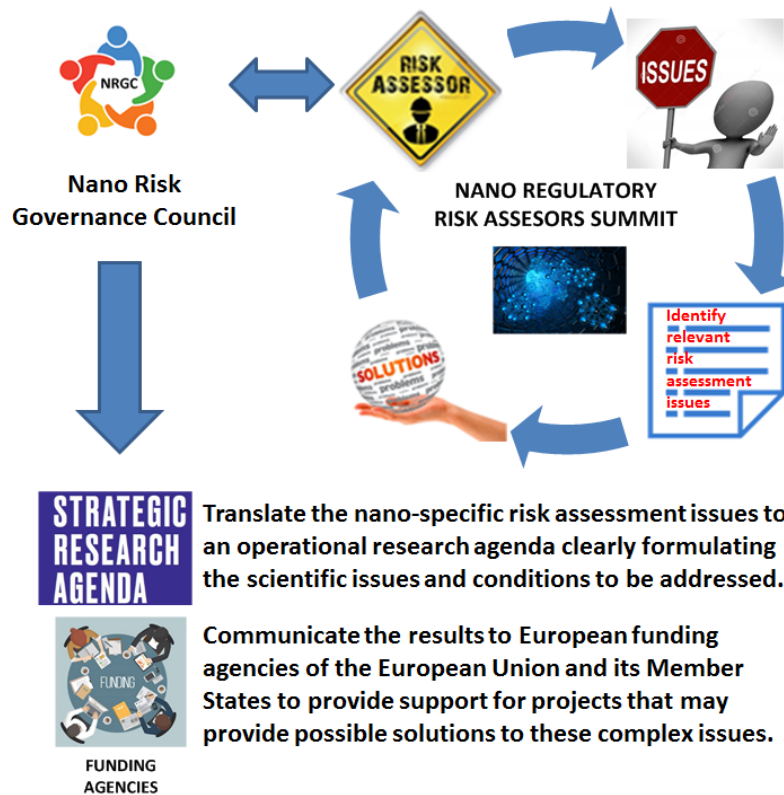 NRGC
RISK
ASSESSOR
ISSUES
Nano Risk
Governance Council
NANO REGULATORY
RISK ASSESORS SUMMIT
Identify
relevant
risk
assessment
issues
problems
problems
SOLUTIONS
problems
STRATEGIC
RESEARCH
AGENDA
Translate the nano-specific risk assessment issues to
an operational research agenda clearly formulating
the scientific issues and conditions to be addressed.
FUNDING
Communicate the results to European funding
agencies of the European Union and its Member
States to provide support for projects that may
provide possible solutions to these complex issues.
FUNDING
AGENCIES